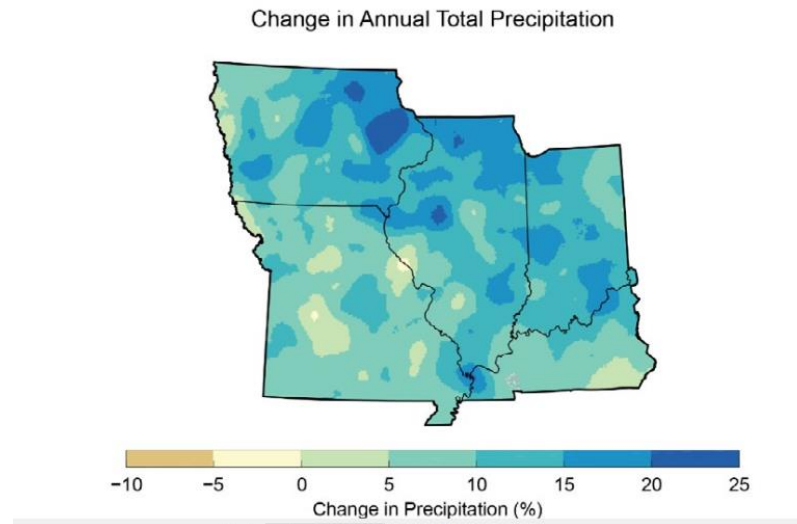 Change in Annual Total Precipitation
−10 −5 0 5 10 15 20 25
Change in Precipitation (%)